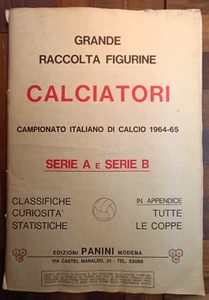 GRANDE
RACCOLTA FIGURINE
CALCIATORI
CAMPIONATO ITALIANO DI CALCIO 1964-65
SERIE A E SERIE B
CLASSIFICHE
CURIOSITA'
STATISTICHE
IN APPENDICE
TUTTE
LE COPPE
EDIZIONI PANINI MODENA
VIA CASTEL MARALDO, 21 - TEL. 33066